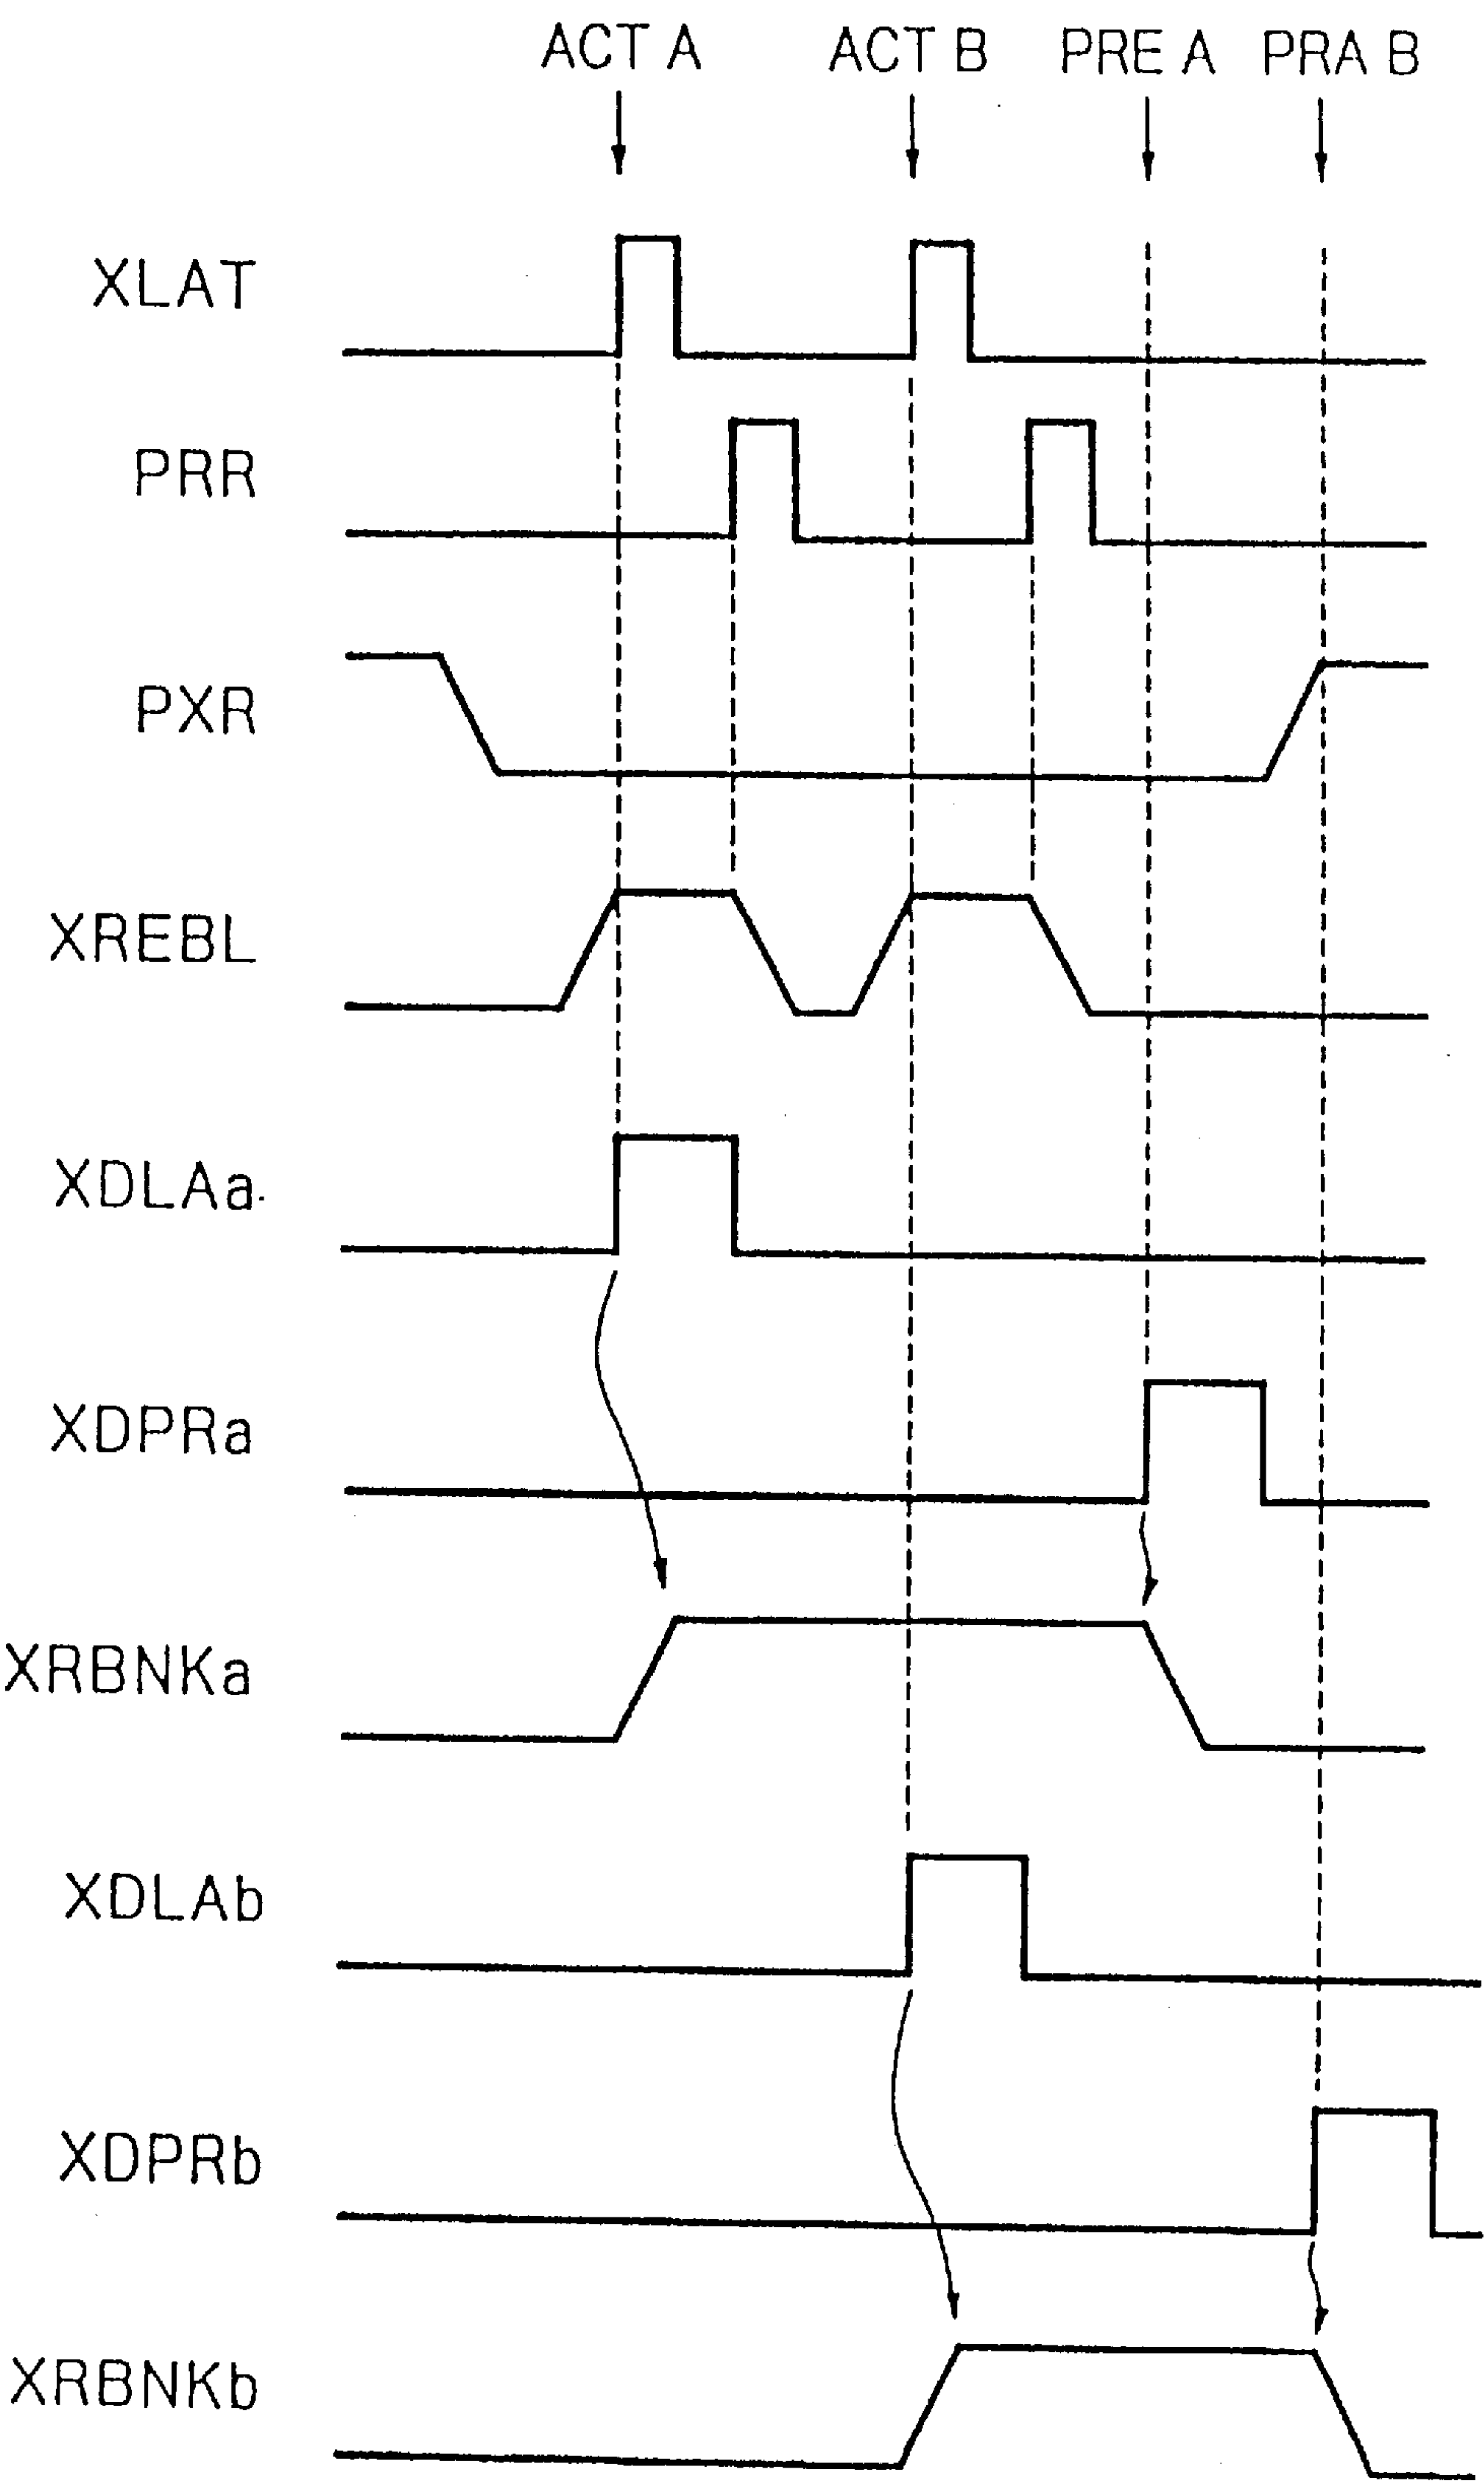 ACT A ACT B PRE A PRA B
XLAT
PRR
PXR
XREBL
XDLAa
XDPRa
XRBNKa
XDLAb
XDPRb
XRBNKb